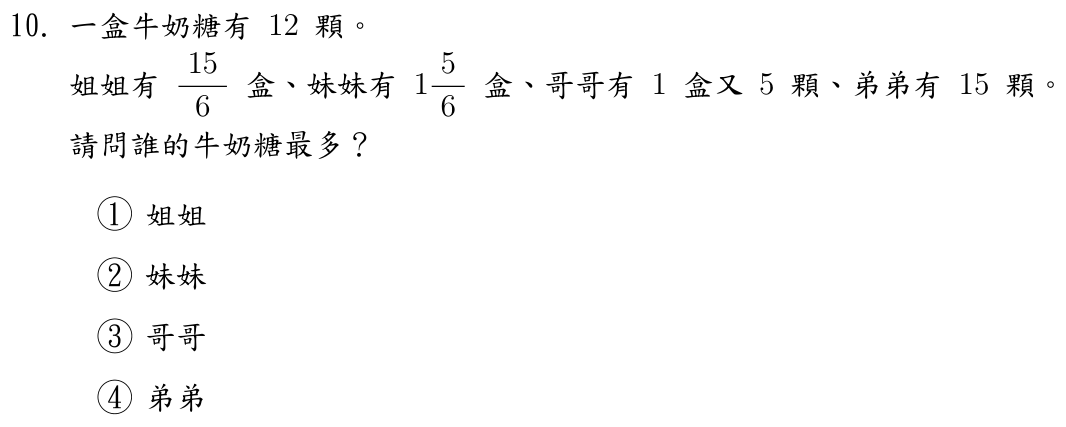 10. 一盒牛奶糖有 12 顆。
姐姐有 15/6 盒、妹妹有 1 5/6 盒、哥哥有 1 盒又 5 顆、弟弟有 15 顆。
請問誰的牛奶糖最多？
① 姐姐
② 妹妹
③ 哥哥
④ 弟弟